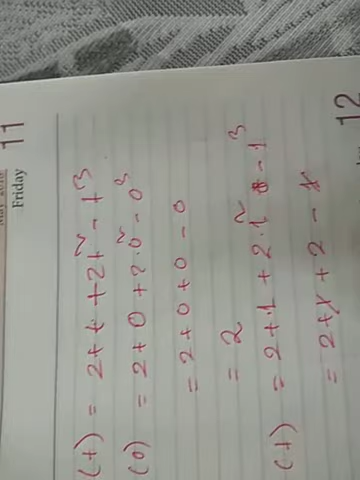 11
Friday
(t) = 2+t+2t² - t³
(0) = 2+0+2.0² - 0³
= 2+0+0 - 0
= 2
(1) = 2+1+2.1² - 1³
= 2+1+2 - 1
12